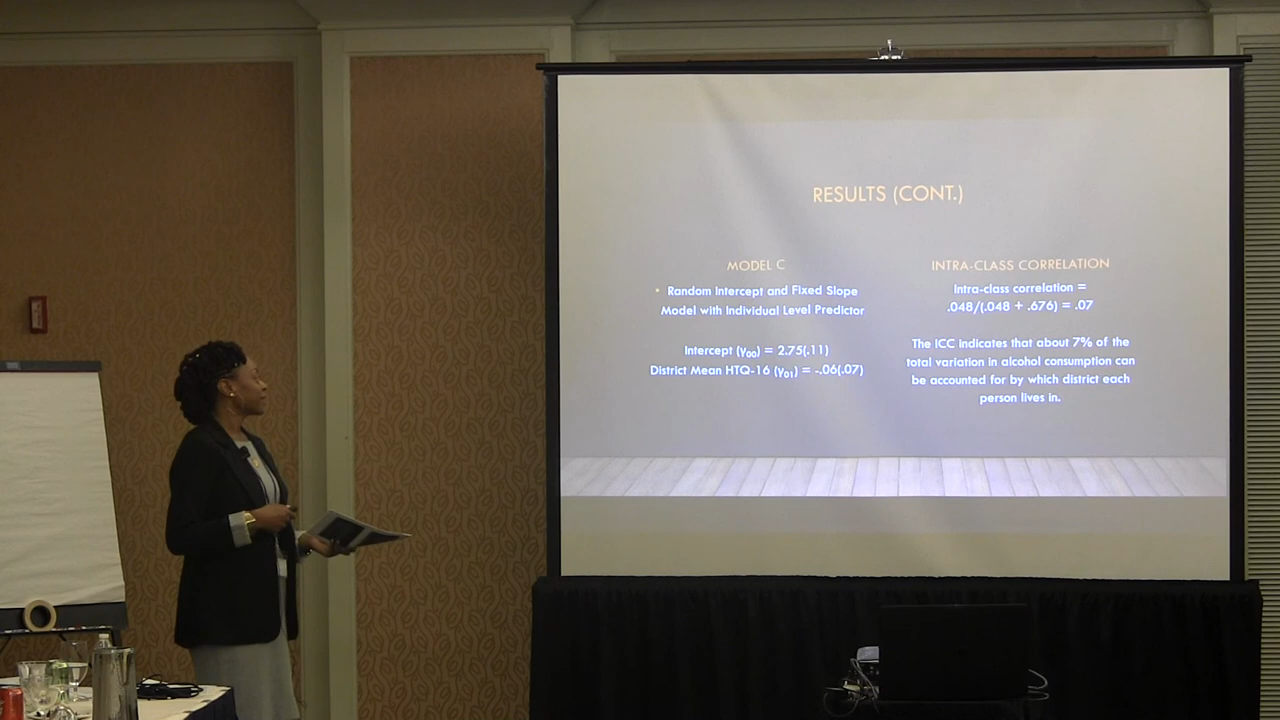 RESULTS (CONT.)
MODEL C
• Random Intercept and Fixed Slope
Model with Individual Level Predictor
Intercept (γ₀₀) = 2.75(.11)
District Mean HTQ-16 (γ₀₁) = -.06(.07)
INTRA-CLASS CORRELATION
Intra-class correlation =
.048/(.048 + .676) = .07
The ICC indicates that about 7% of the
total variation in alcohol consumption can
be accounted for by which district each
person lives in.